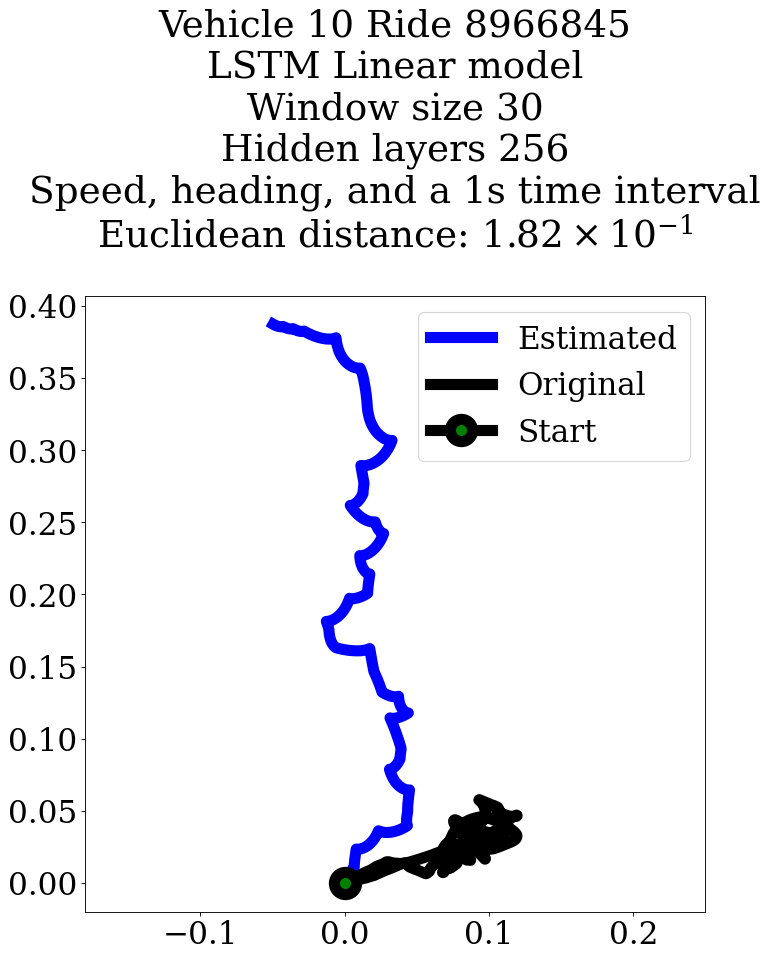 Vehicle 10 Ride 8966845
LSTM Linear model
Window size 30
Hidden layers 256
Speed, heading, and a 1s time interval
Euclidean distance: 1.82 × 10⁻¹
0.40
0.35
0.30
0.25
0.20
0.15
0.10
0.05
0.00
Estimated
Original
Start
−0.1
0.0
0.1
0.2